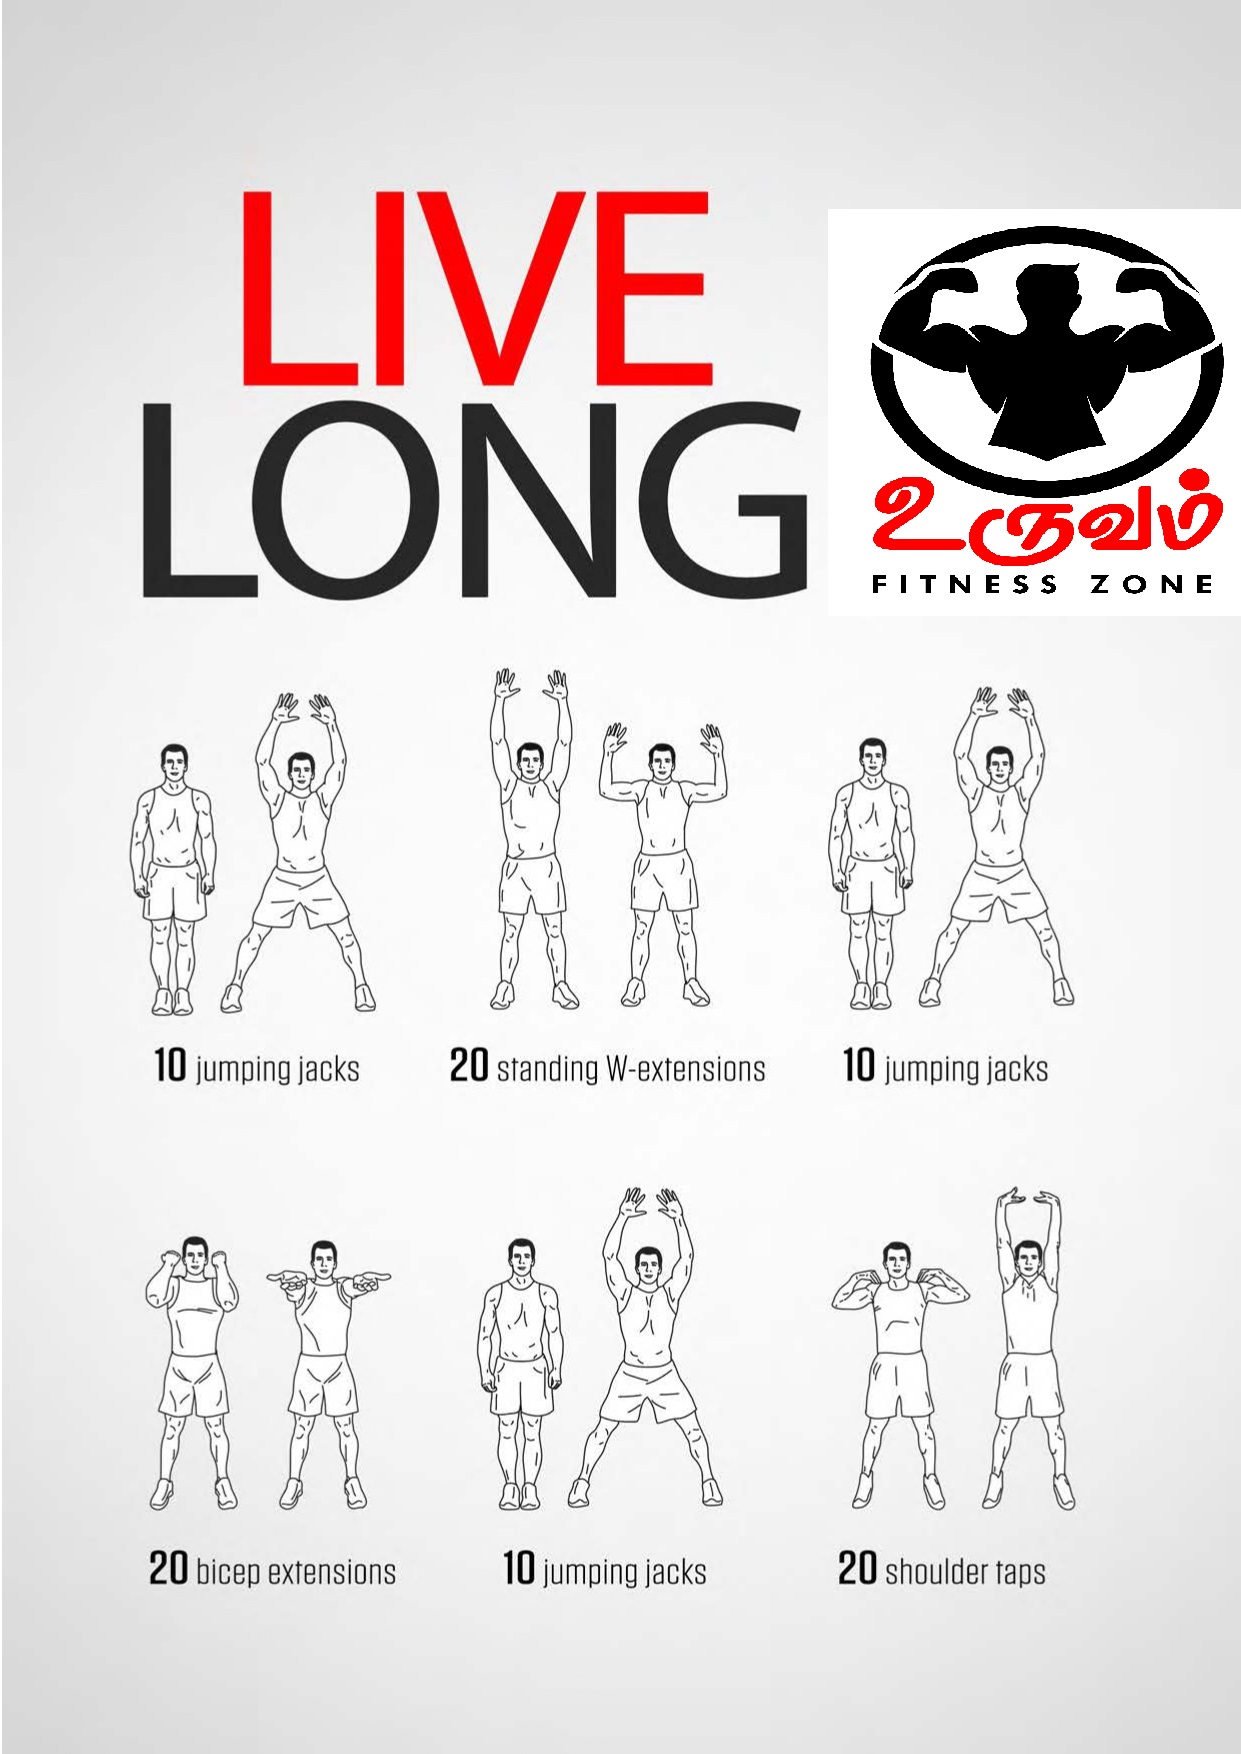 LIVE
LONG
உருவம்
FITNESS ZONE
10 jumping jacks
20 standing W-extensions
10 jumping jacks
20 bicep extensions
10 jumping jacks
20 shoulder taps